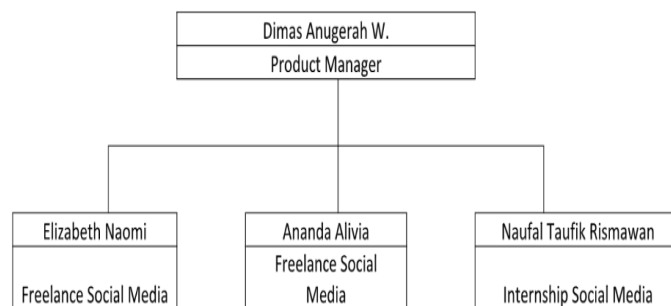 Dimas Anugerah W.
Product Manager
Elizabeth Naomi
Freelance Social Media
Ananda Alivia
Freelance Social
Media
Naufal Taufik Rismawan
Internship Social Media